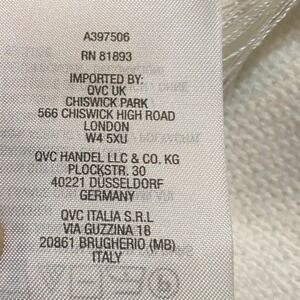 A397506
RN 81893
IMPORTED BY:
QVC UK
CHISWICK PARK
566 CHISWICK HIGH ROAD
LONDON
W4 5XU
QVC HANDEL LLC & CO. KG
PLOCKSTR. 30
40221 DÜSSELDORF
GERMANY
QVC ITALIA S.R.L
VIA GUZZINA 18
20861 BRUGHERIO (MB)
ITALY